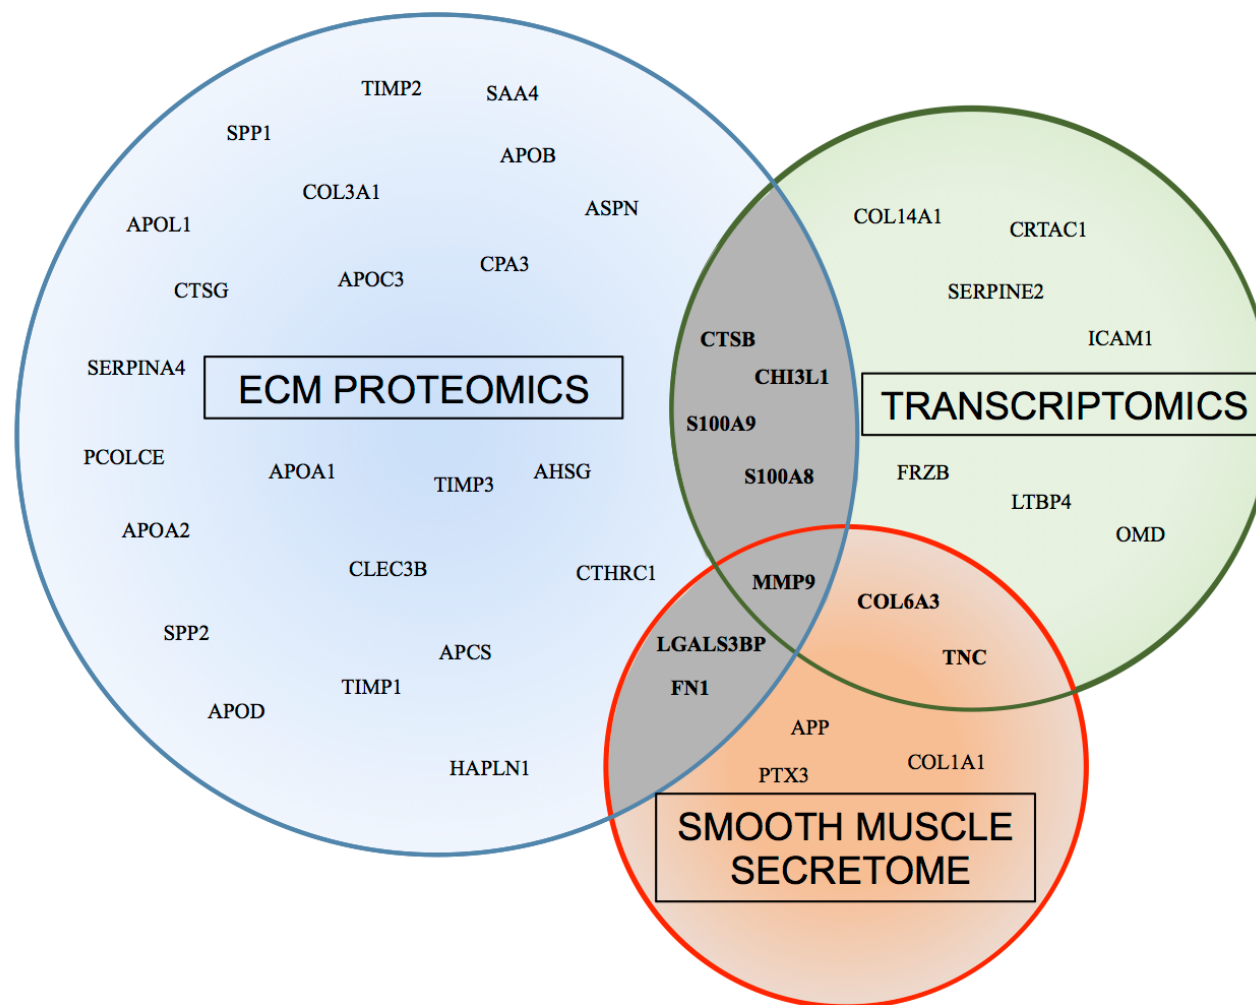 TIMP2
SAA4
SPP1
APOB
COL3A1
ASPN
APOL1
CPA3
APOC3
CTSG
SERPINA4
ECM PROTEOMICS
PCOLCE
APOA1
TIMP3
AHSG
APOA2
CLEC3B
CTHRC1
SPP2
APCS
TIMP1
APOD
HAPLN1
CTSB
CHI3L1
S100A9
S100A8
MMP9
LGALS3BP
FN1
COL14A1
CRTAC1
SERPINE2
ICAM1
TRANSCRIPTOMICS
FRZB
LTBP4
OMD
COL6A3
TNC
APP
COL1A1
PTX3
SMOOTH MUSCLE
SECRETOME